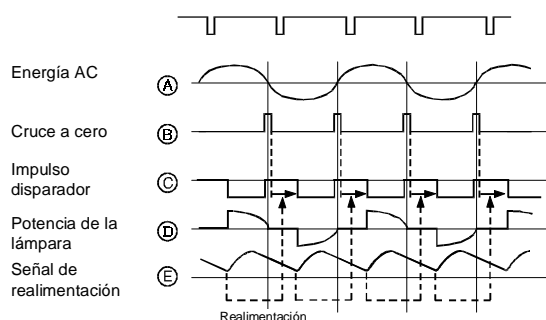 Energía AC
A
Cruce a cero
B
Impulso
disparador
C
Potencia de la
lámpara
D
Señal de
realimentación
E
Realimentación